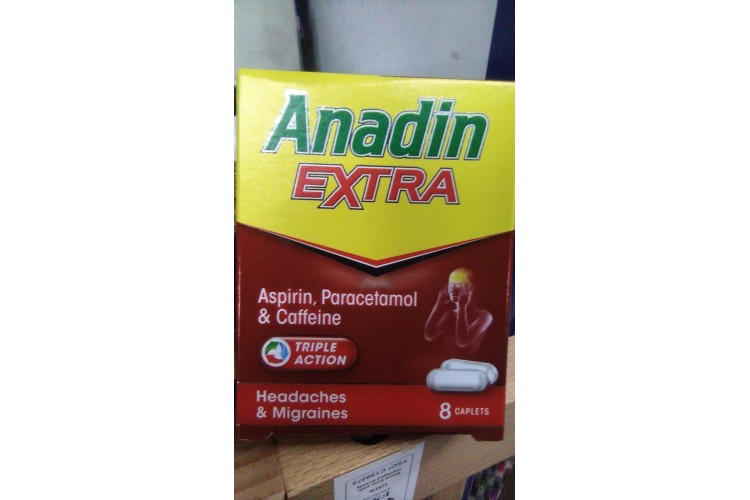 Anadin
EXTRA
Aspirin, Paracetamol
& Caffeine
TRIPLE
ACTION
Headaches
& Migraines
8 CAPLETS